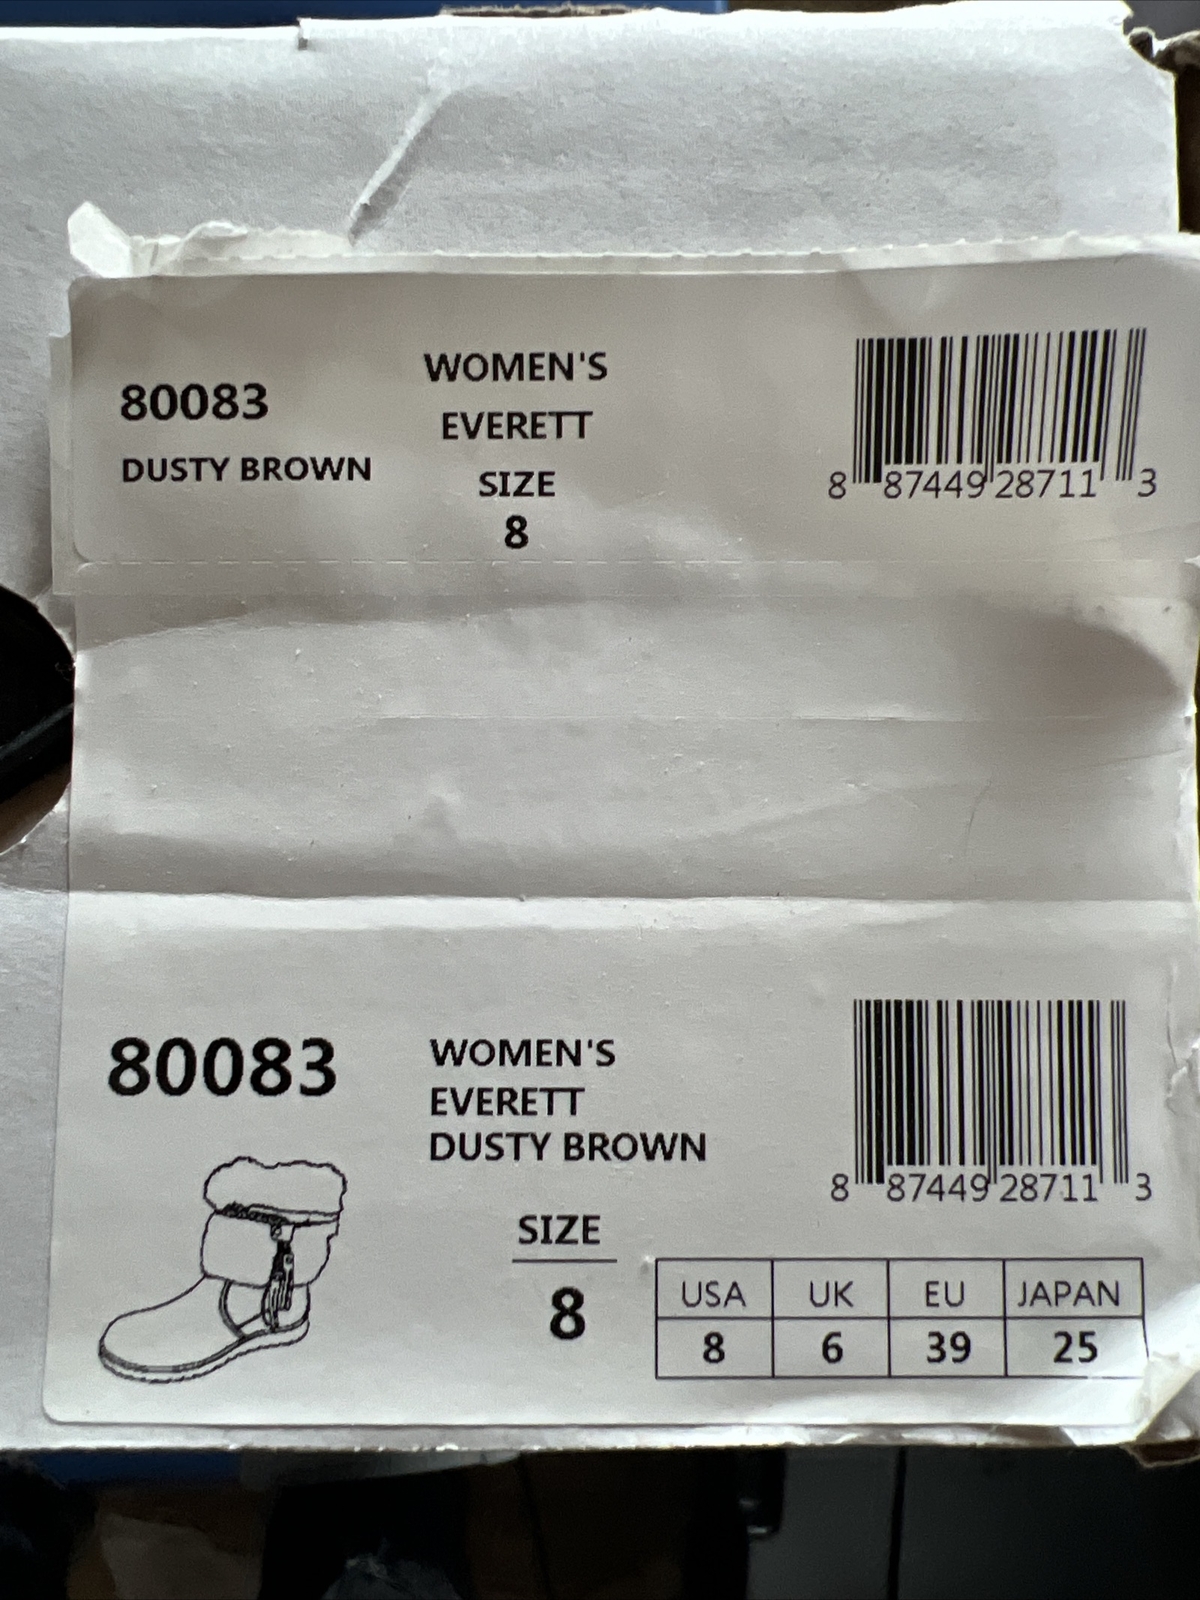 80083
DUSTY BROWN
WOMEN'S
EVERETT
SIZE
8
8 87449 28711 3
80083
WOMEN'S
EVERETT
DUSTY BROWN
SIZE
8
8 87449 28711 3
USA UK EU JAPAN
8 6 39 25